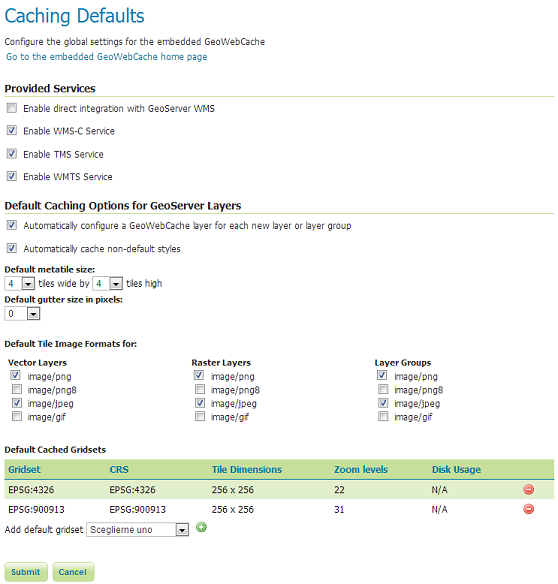 Caching Defaults
Configure the global settings for the embedded GeoWebCache
Go to the embedded GeoWebCache home page
Provided Services
Enable direct integration with GeoServer WMS
Enable WMS-C Service
Enable TMS Service
Enable WMTS Service
Default Caching Options for GeoServer Layers
Automatically configure a GeoWebCache layer for each new layer or layer group
Automatically cache non-default styles
Default metatile size:
4 tiles wide by 4 tiles high
Default gutter size in pixels:
0
Default Tile Image Formats for:
Vector Layers Raster Layers Layer Groups
image/png image/png image/png
image/png8 image/png8 image/png8
image/jpeg image/jpeg image/jpeg
image/gif image/gif image/gif
Default Cached Gridsets
Gridset CRS Tile Dimensions Zoom levels Disk Usage
EPSG:4326 EPSG:4326 256 x 256 22 N/A
EPSG:900913 EPSG:900913 256 x 256 31 N/A
Add default gridset Sceglierne uno
Submit Cancel